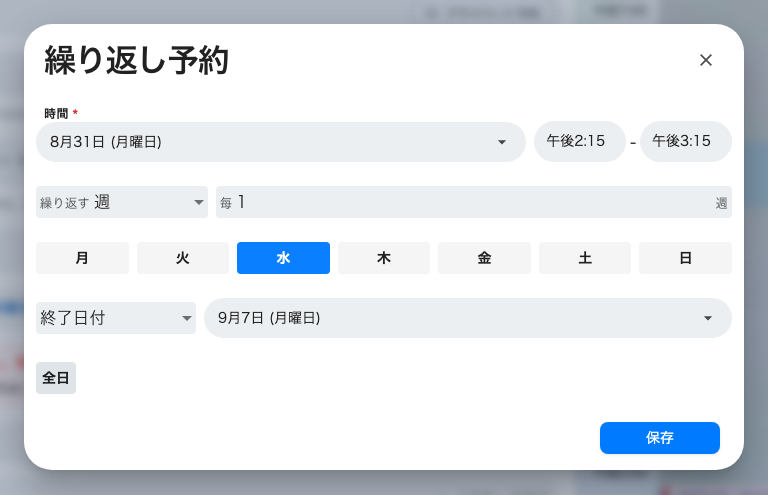 繰り返し予約
時間 *
8月31日 (月曜日) 午後2:15 - 午後3:15
繰り返す 週 毎 1 週
月 火 水 木 金 土 日
終了日付 9月7日 (月曜日)
全日
保存